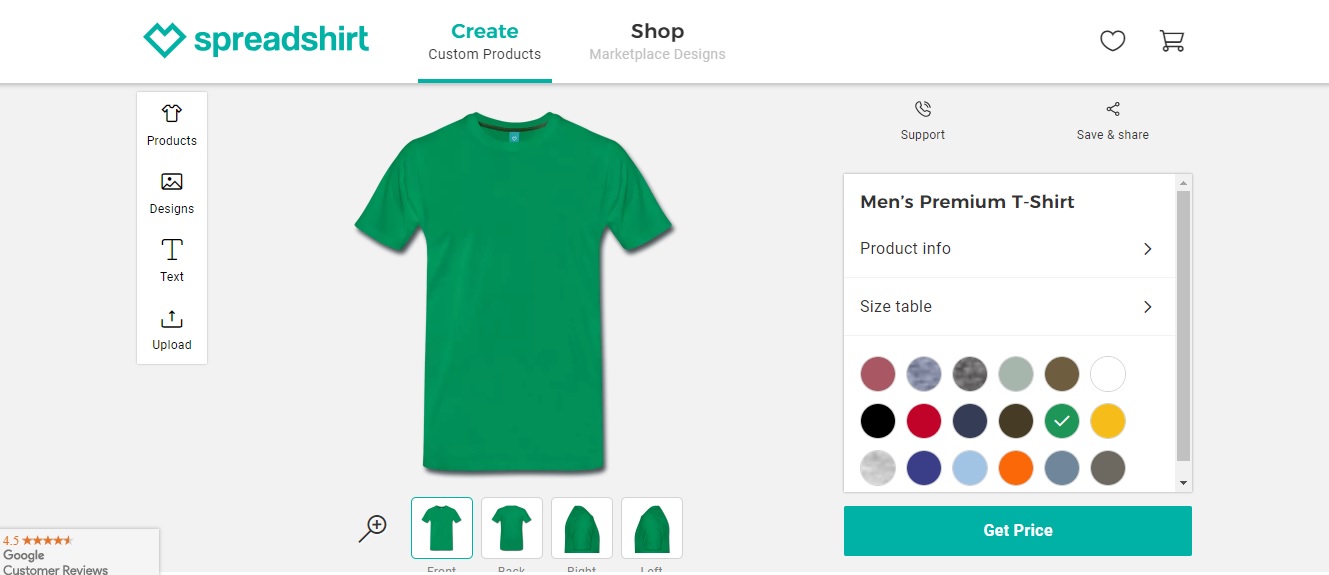 spreadshirt
Create
Custom Products
Shop
Marketplace Designs
Products
Designs
Text
Upload
Support
Save & share
Men’s Premium T-Shirt
Product info
Size table
Get Price
Front
Back
Right
Left
4.5
Google
Customer Reviews